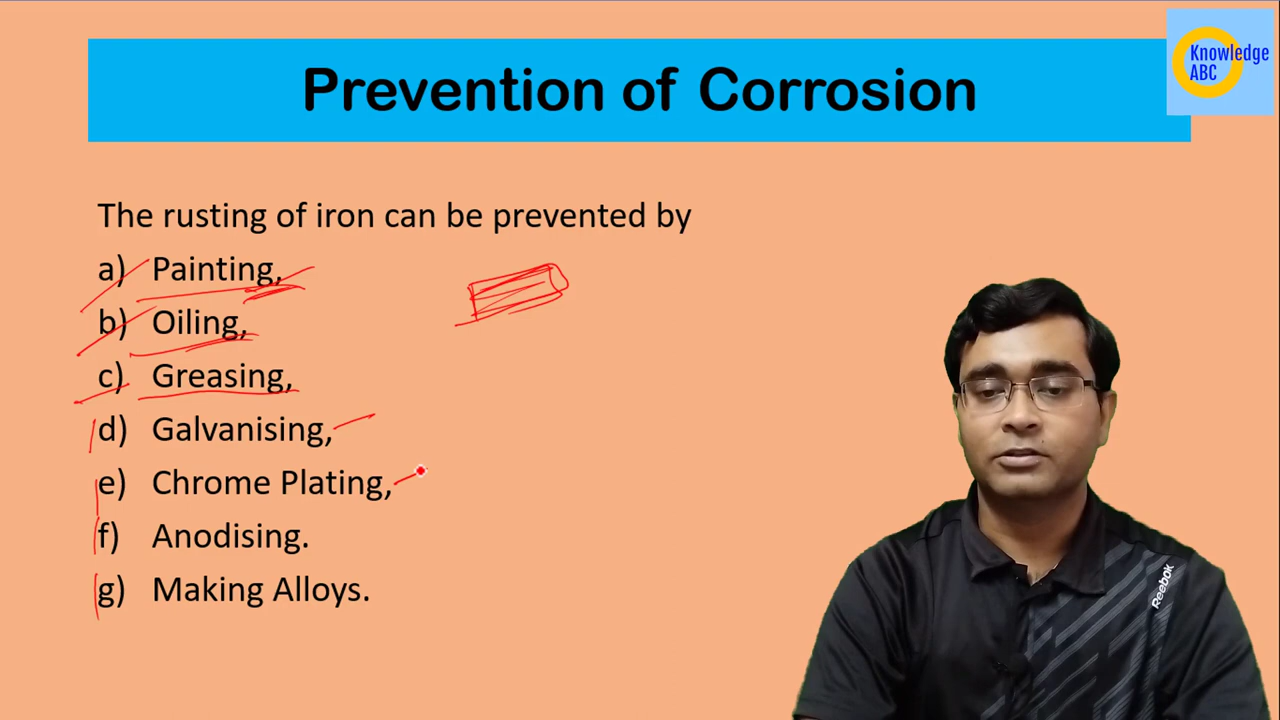 Knowledge
ABC
Prevention of Corrosion
The rusting of iron can be prevented by
a) Painting,
b) Oiling,
c) Greasing,
d) Galvanising,
e) Chrome Plating,
f) Anodising.
g) Making Alloys.
Reebok